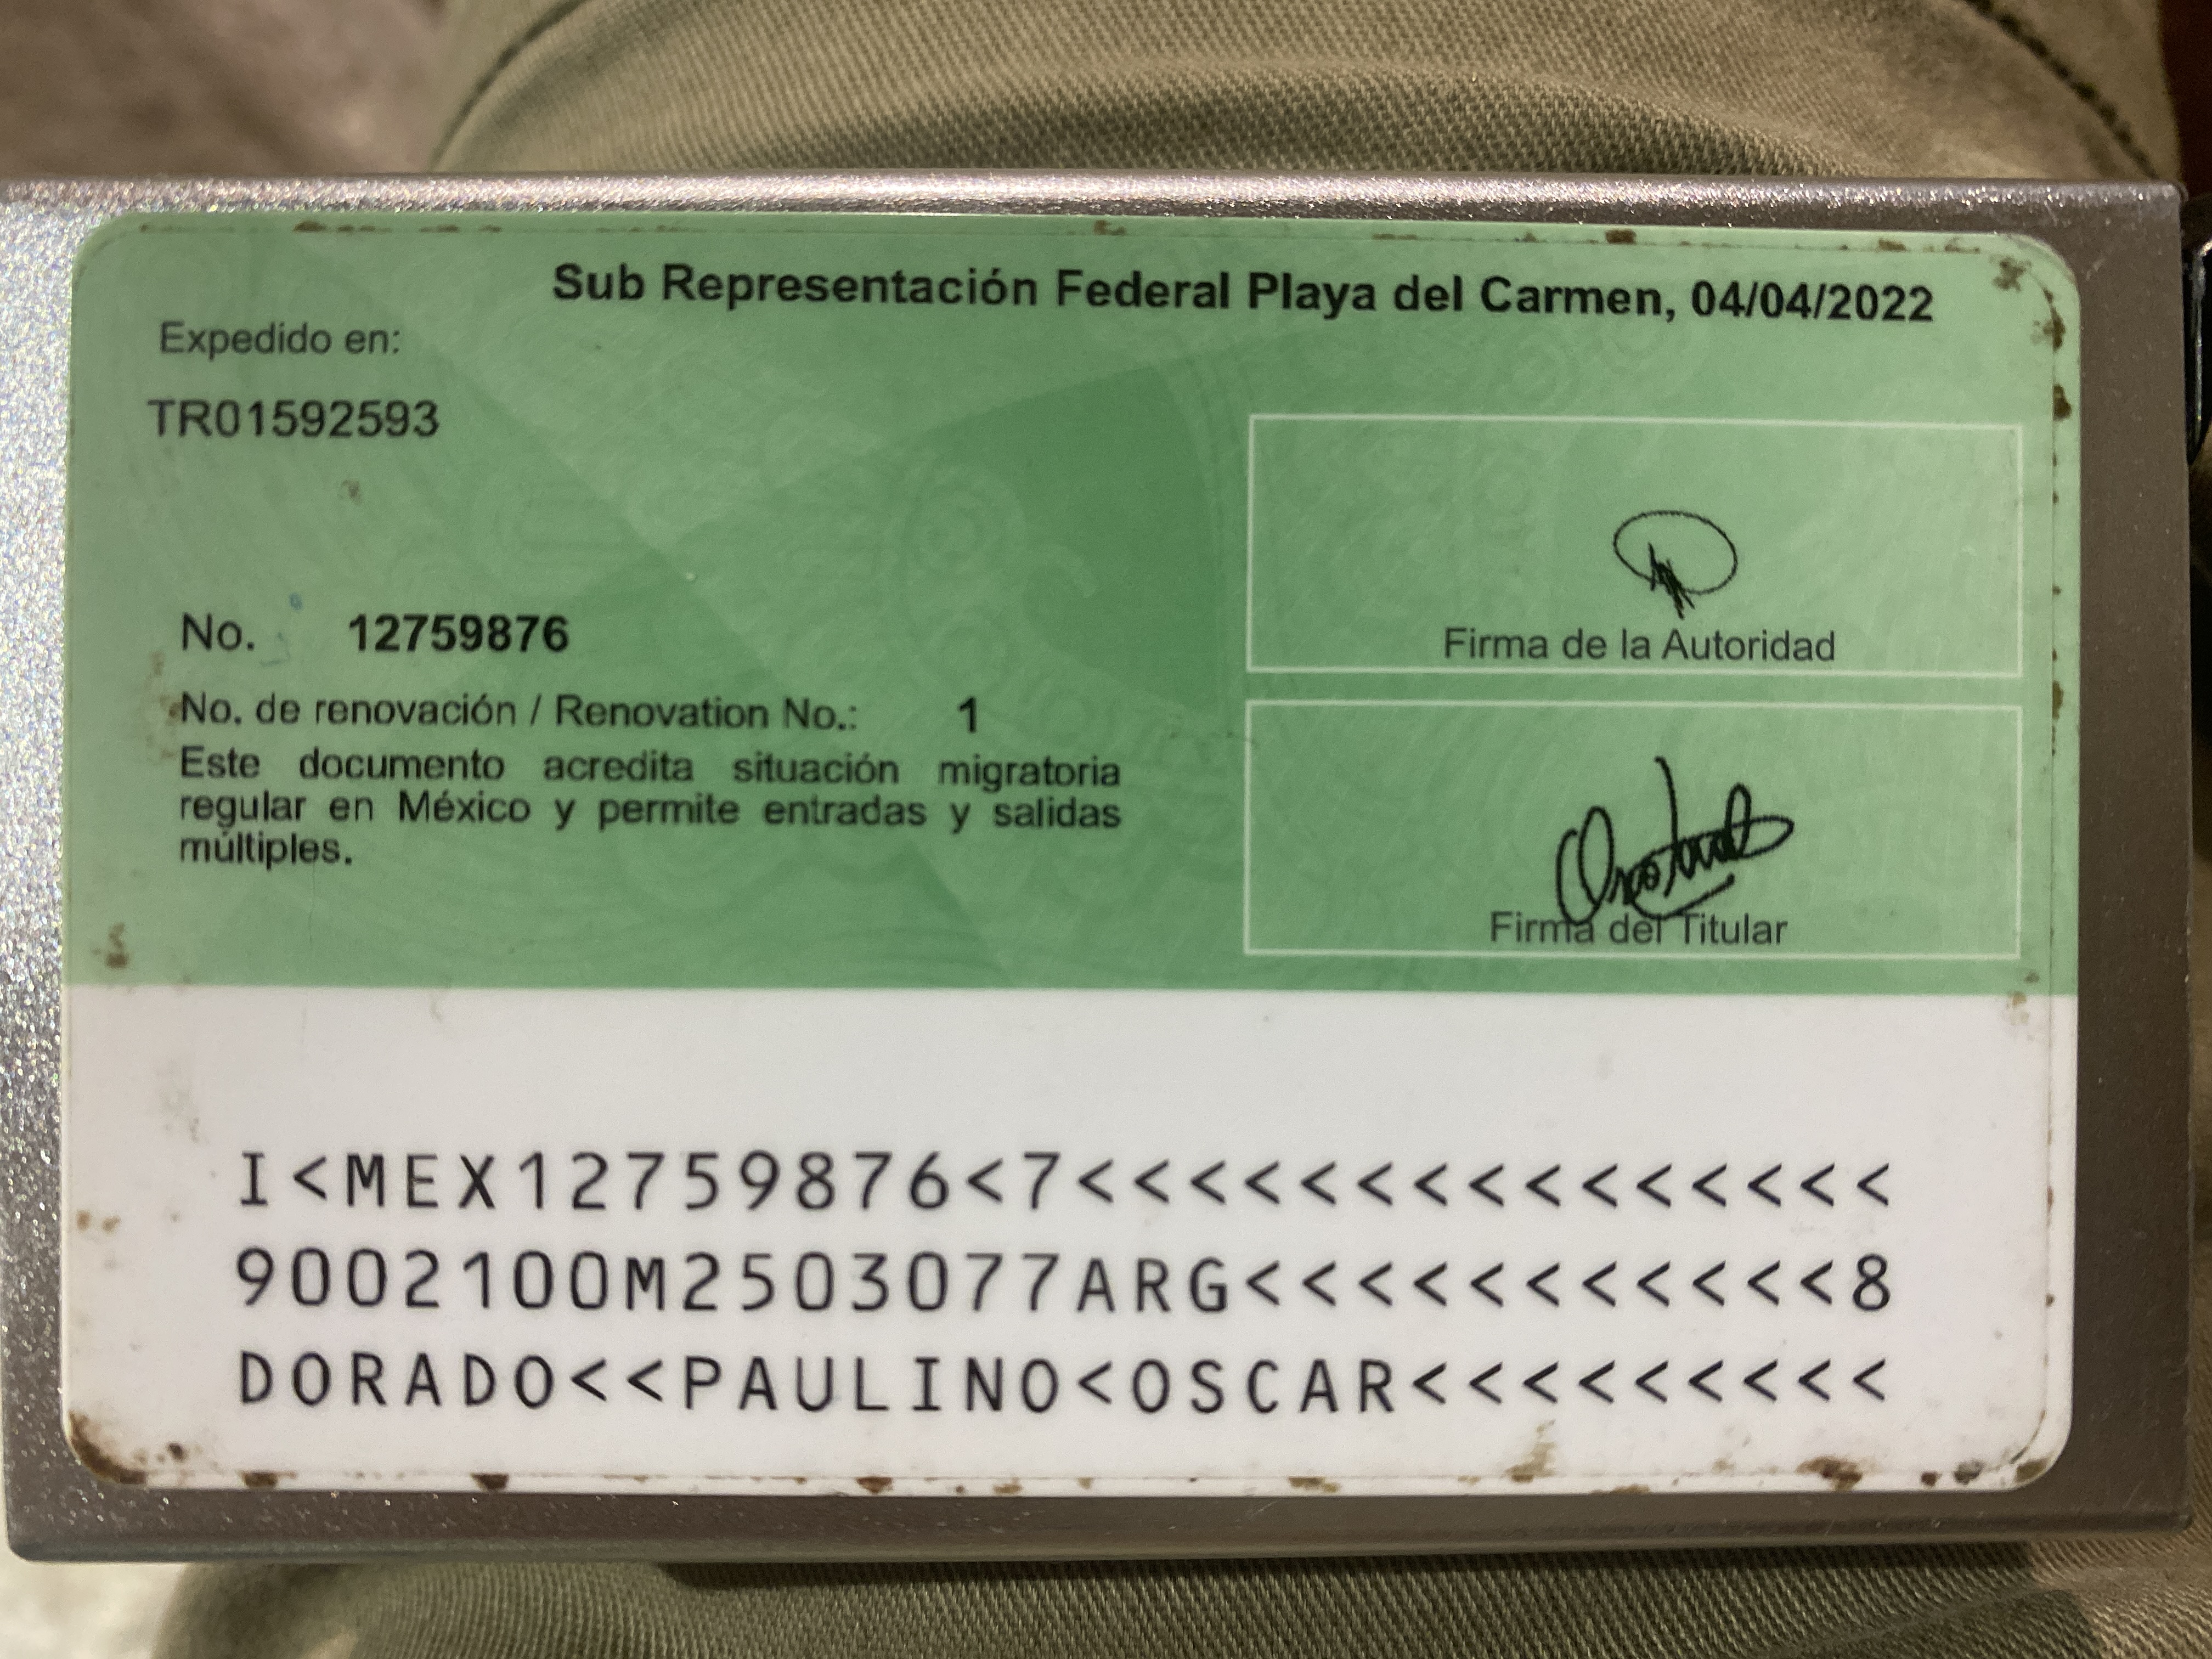 Sub Representación Federal Playa del Carmen, 04/04/2022
Expedido en:
TR01592593
No. 12759876
No. de renovación / Renovation No.: 1
Este documento acredita situación migratoria
regular en México y permite entradas y salidas
múltiples.
Firma de la Autoridad
Firma del Titular
I<MEX12759876<7<<<<<<<<<<<<<<<
9002100M2503077ARG<<<<<<<<<<<8
DORADO<<PAULINO<OSCAR<<<<<<<<<